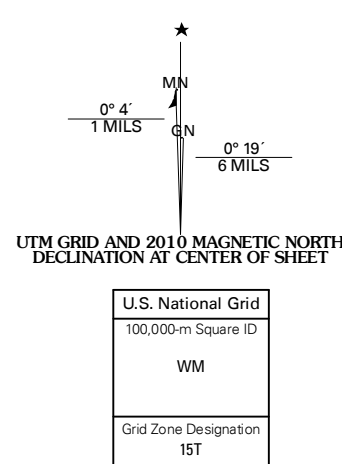 MN
0° 4´
1 MILS
GN
0° 19´
6 MILS
UTM GRID AND 2010 MAGNETIC NORTH
DECLINATION AT CENTER OF SHEET
U.S. National Grid
100,000-m Square ID
WM
Grid Zone Designation
15T